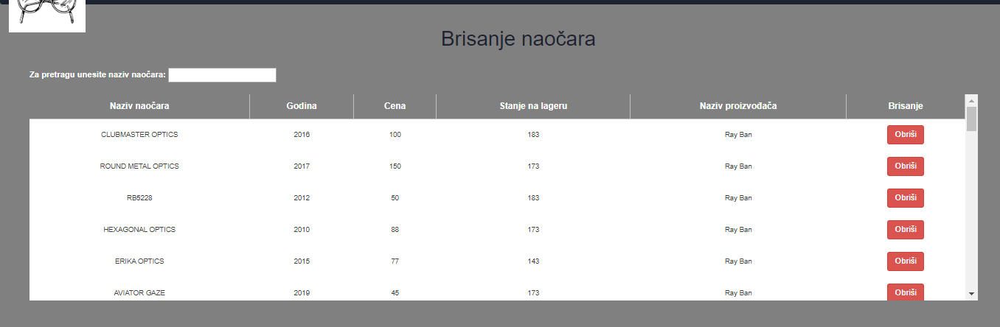 Brisanje naočara
Za pretragu unesite naziv naočara:
Naziv naočara Godina Cena Stanje na lageru Naziv proizvođača Brisanje
CLUBMASTER OPTICS 2016 100 183 Ray Ban Obriši
ROUND METAL OPTICS 2017 150 173 Ray Ban Obriši
RB5228 2012 50 183 Ray Ban Obriši
HEXAGONAL OPTICS 2010 88 173 Ray Ban Obriši
ERIKA OPTICS 2015 77 143 Ray Ban Obriši
AVIATOR GAZE 2019 45 173 Ray Ban Obriši